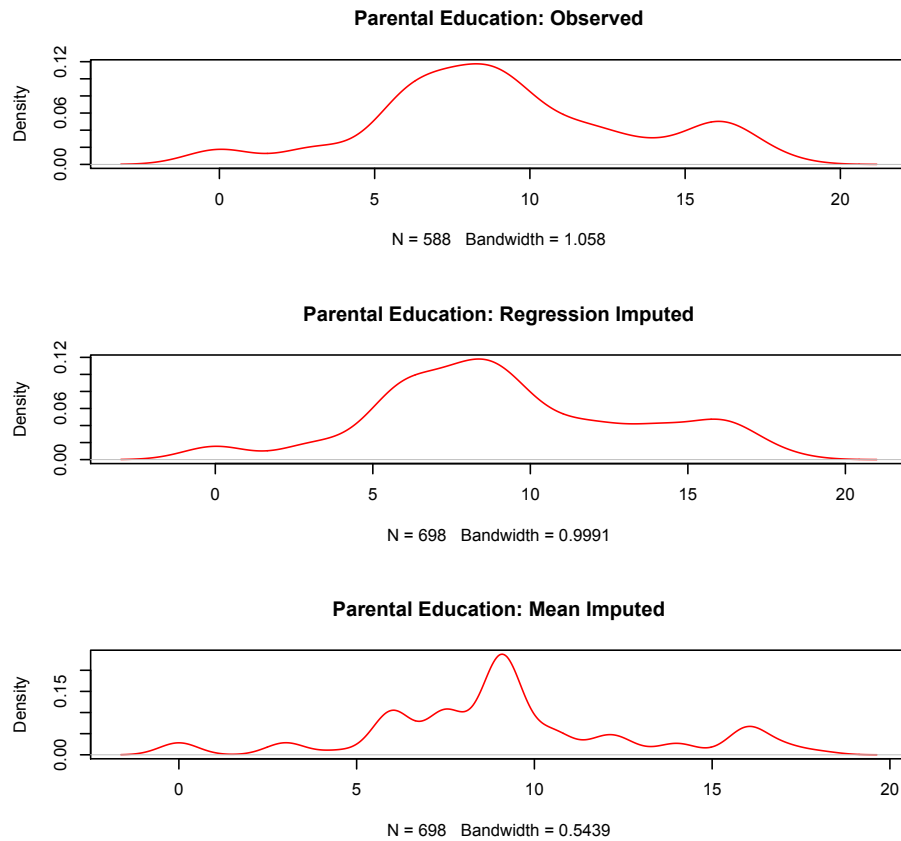 Parental Education: Observed
Density
0.00 0.06 0.12
0 5 10 15 20
N = 588 Bandwidth = 1.058
Parental Education: Regression Imputed
Density
0.00 0.06 0.12
0 5 10 15 20
N = 698 Bandwidth = 0.9991
Parental Education: Mean Imputed
Density
0.00 0.15
0 5 10 15 20
N = 698 Bandwidth = 0.5439